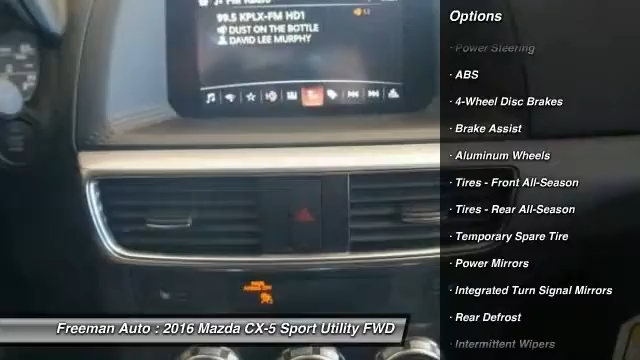 FM Radio
99.5 KPLX-FM HD1
DUST ON THE BOTTLE
DAVID LEE MURPHY
Options
· Power Steering
· ABS
· 4-Wheel Disc Brakes
· Brake Assist
· Aluminum Wheels
· Tires - Front All-Season
· Tires - Rear All-Season
· Temporary Spare Tire
· Power Mirrors
· Integrated Turn Signal Mirrors
· Rear Defrost
· Intermittent Wipers
Freeman Auto : 2016 Mazda CX-5 Sport Utility FWD